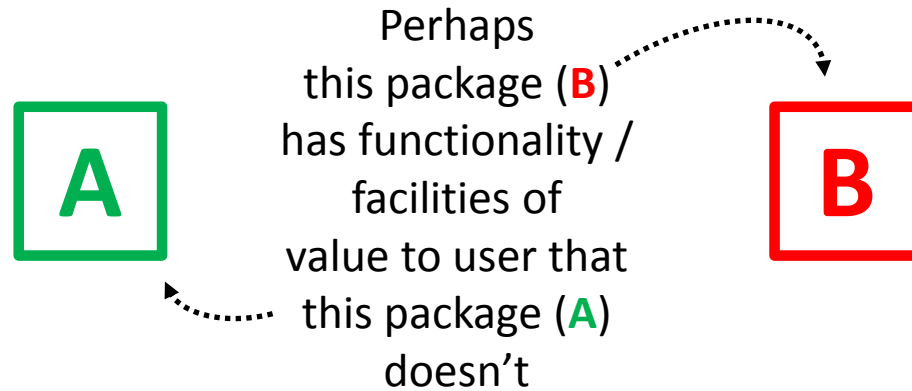 A
Perhaps
this package (B)
has functionality /
facilities of
value to user that
this package (A)
doesn’t
B